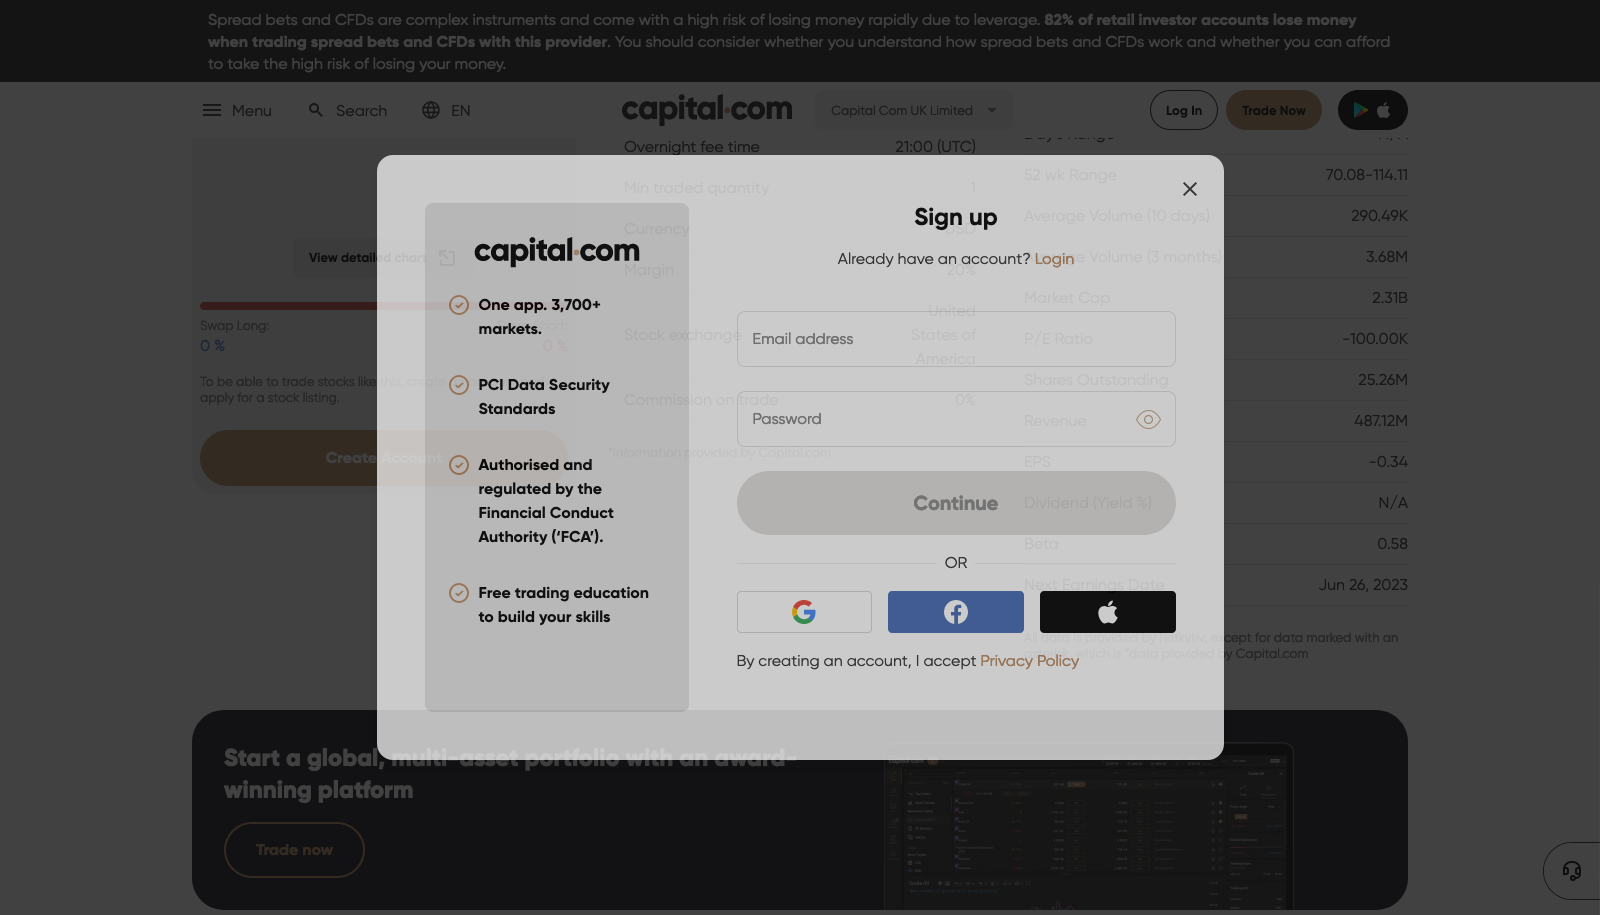 Spread bets and CFDs are complex instruments and come with a high risk of losing money rapidly due to leverage. 82% of retail investor accounts lose money
when trading spread bets and CFDs with this provider. You should consider whether you understand how spread bets and CFDs work and whether you can afford
to take the high risk of losing your money.
Menu
Search
EN
capital.com
Capital Com UK Limited
Log In
Trade Now
Overnight fee time 21:00 (UTC)
Min traded quantity 1
Currency USD
Margin 20%
Stock exchange United
States of
America
Commission on trade 0%
*Information provided by Capital.com
Day's Range N/A
52 wk Range 70.08-114.11
Average Volume (10 days) 290.49K
Average Volume (3 months) 3.68M
Market Cap 2.31B
P/E Ratio -100.00K
Shares Outstanding 25.26M
Revenue 487.12M
EPS -0.34
Dividend (Yield %) N/A
Beta 0.58
Next Earnings Date Jun 26, 2023
All data is provided by Refinitiv, except for data marked with an
asterisk, which is *data provided by Capital.com
View detailed chart
Swap Long:
0 %
0 %
To be able to trade stocks like this, create
apply for a stock listing.
Create Account
capital.com
One app. 3,700+
markets.
PCI Data Security
Standards
Authorised and
regulated by the
Financial Conduct
Authority (‘FCA’).
Free trading education
to build your skills
Sign up
Already have an account? Login
Email address
Password
Continue
OR
By creating an account, I accept Privacy Policy
Start a global, multi-asset portfolio with an award-
winning platform
Trade now